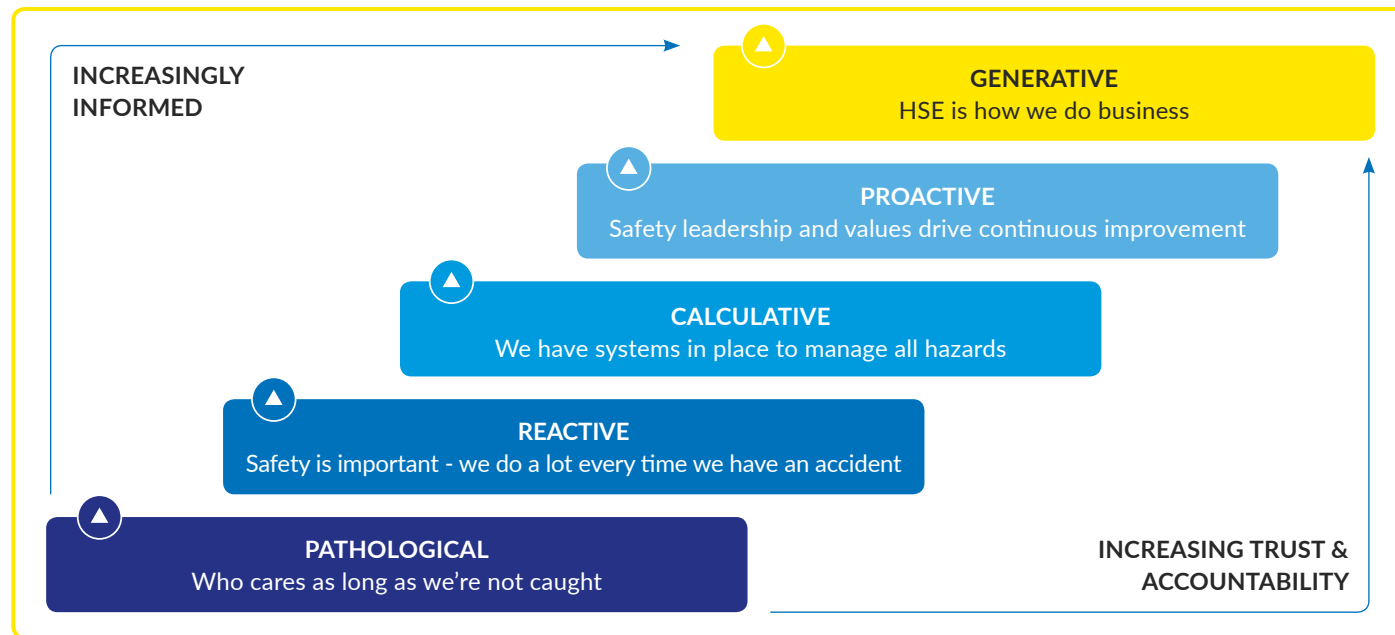 INCREASINGLY
INFORMED
GENERATIVE
HSE is how we do business
PROACTIVE
Safety leadership and values drive continuous improvement
CALCULATIVE
We have systems in place to manage all hazards
REACTIVE
Safety is important - we do a lot every time we have an accident
PATHOLOGICAL
Who cares as long as we’re not caught
INCREASING TRUST &
ACCOUNTABILITY